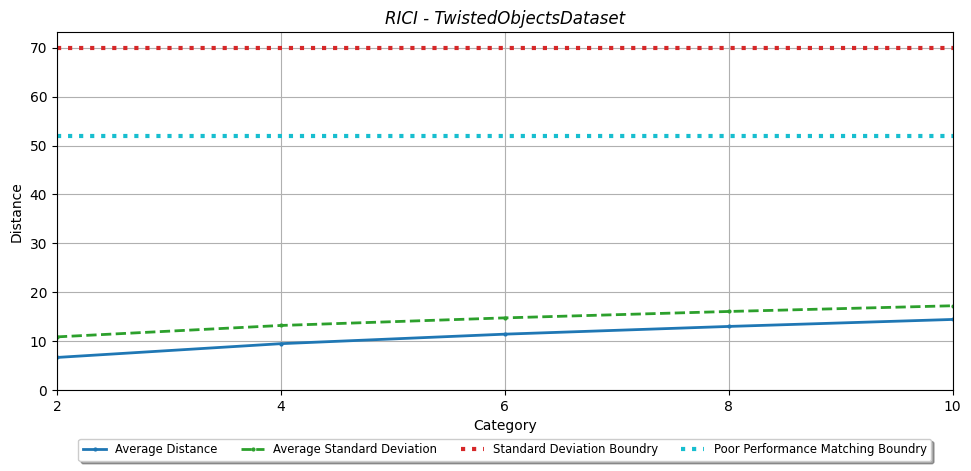 RICI - TwistedObjectsDataset
70
60
50
40
30
20
10
0
Distance
2 4 6 8 10
Category
Average Distance Average Standard Deviation Standard Deviation Boundry Poor Performance Matching Boundry